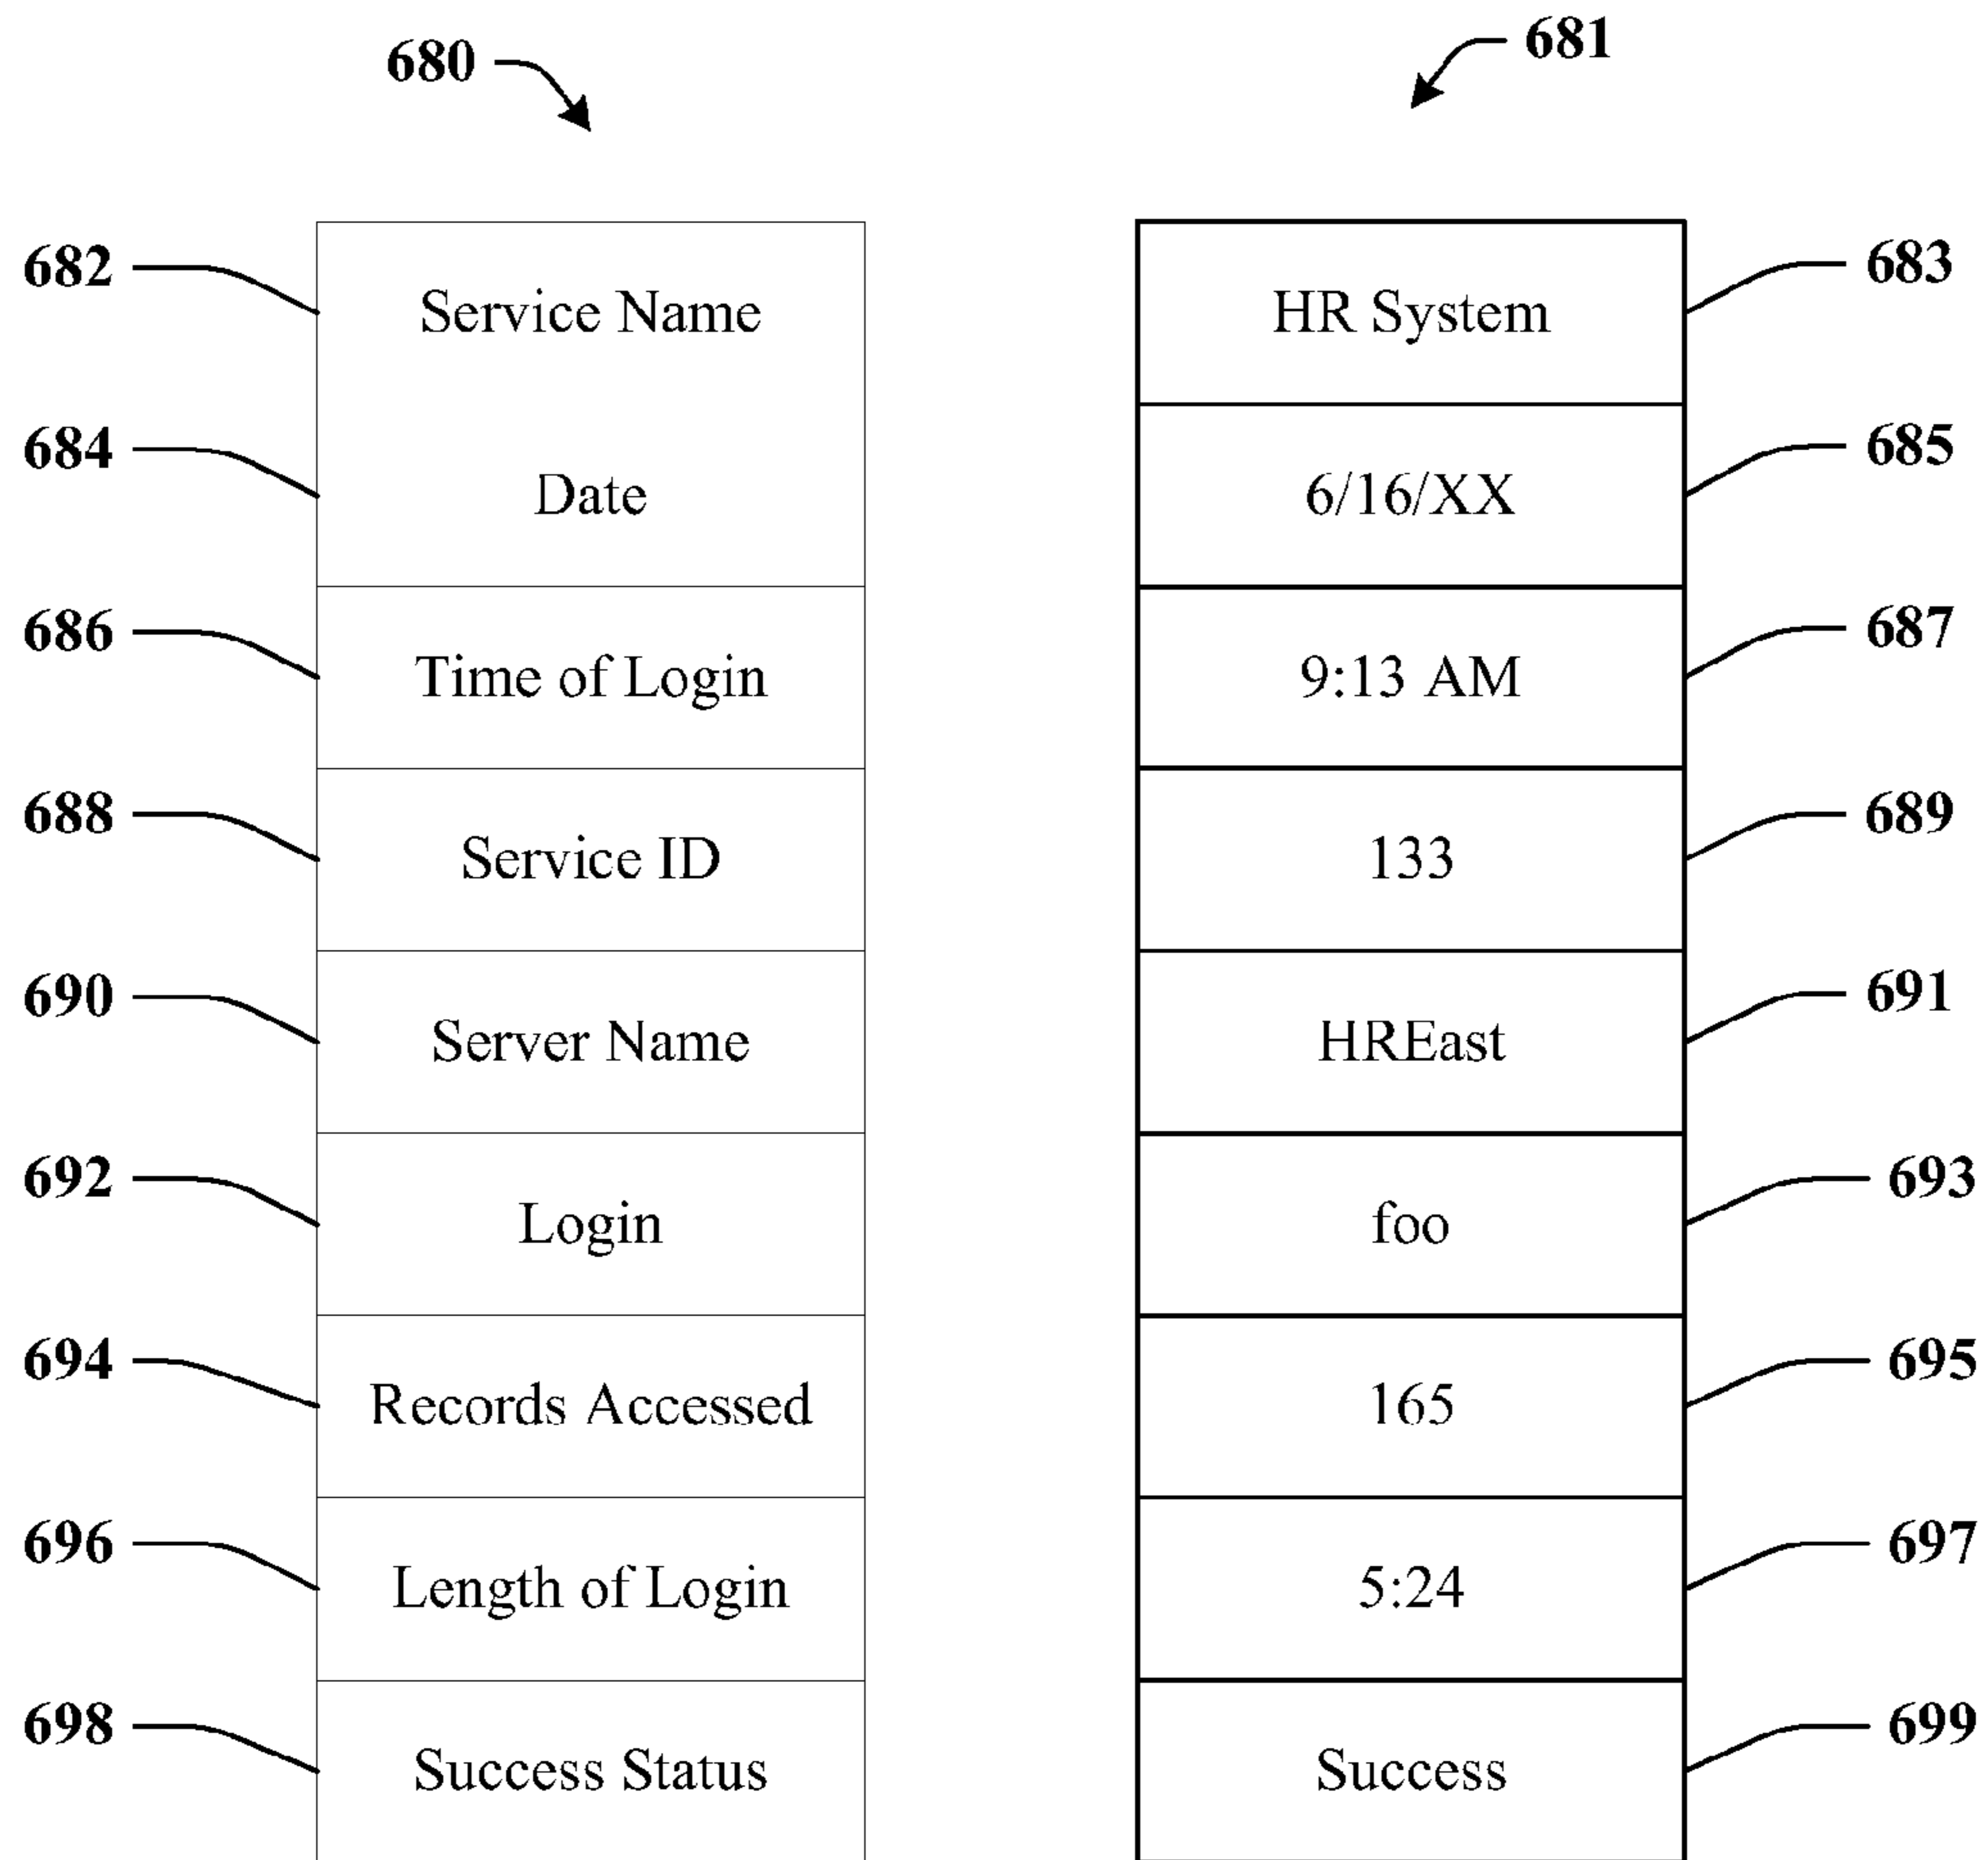 680
681
682
Service Name
HR System
683
684
Date
6/16/XX
685
686
Time of Login
9:13 AM
687
688
Service ID
133
689
690
Server Name
HREast
691
692
Login
foo
693
694
Records Accessed
165
695
696
Length of Login
5:24
697
698
Success Status
Success
699